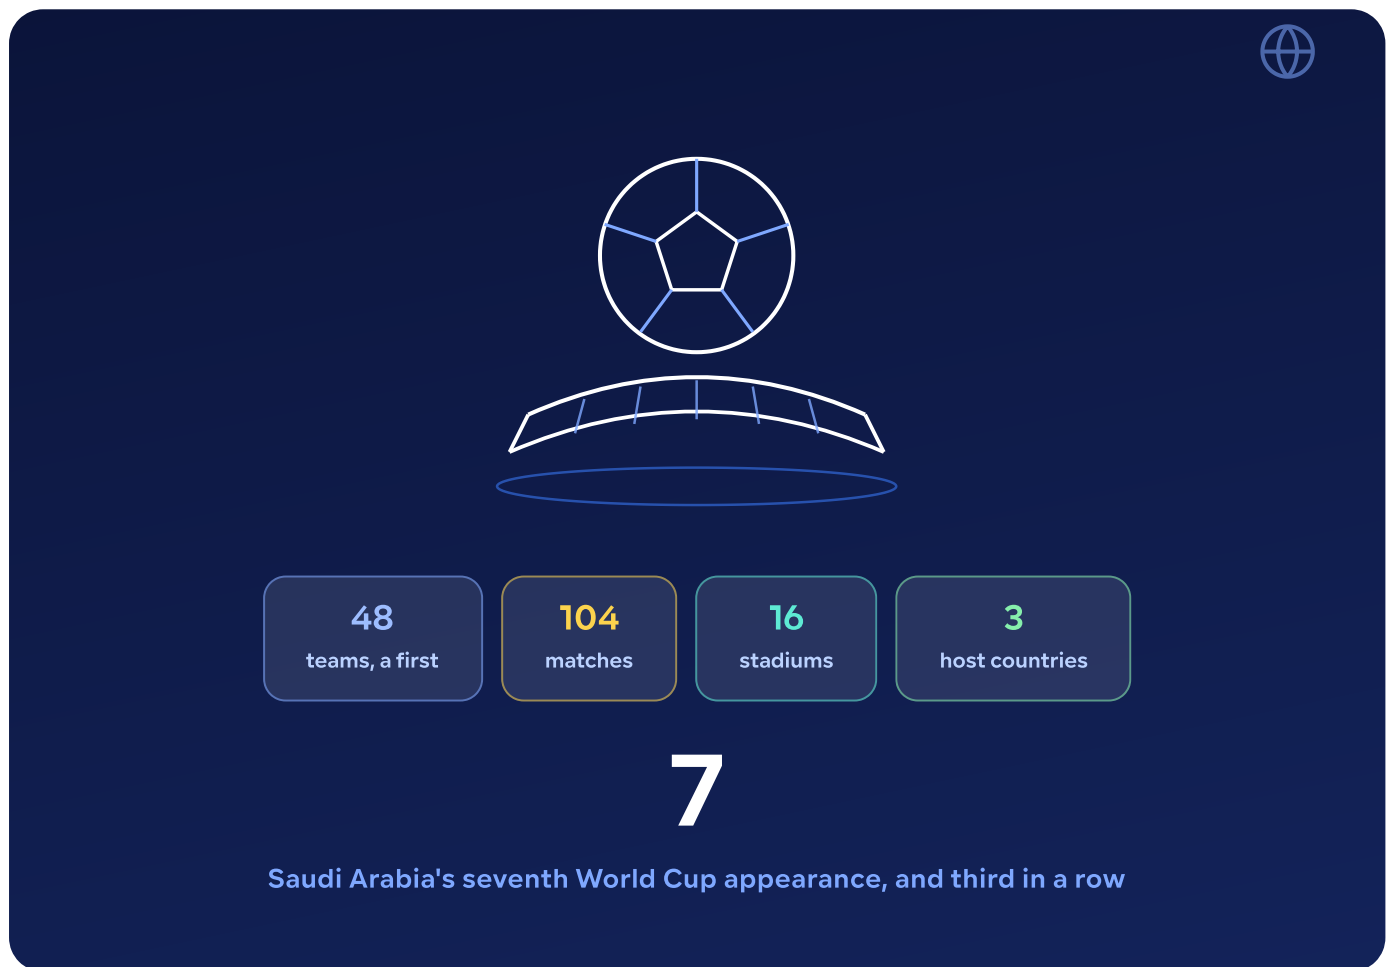 48
teams, a first
104
matches
16
stadiums
3
host countries
7
Saudi Arabia's seventh World Cup appearance, and third in a row